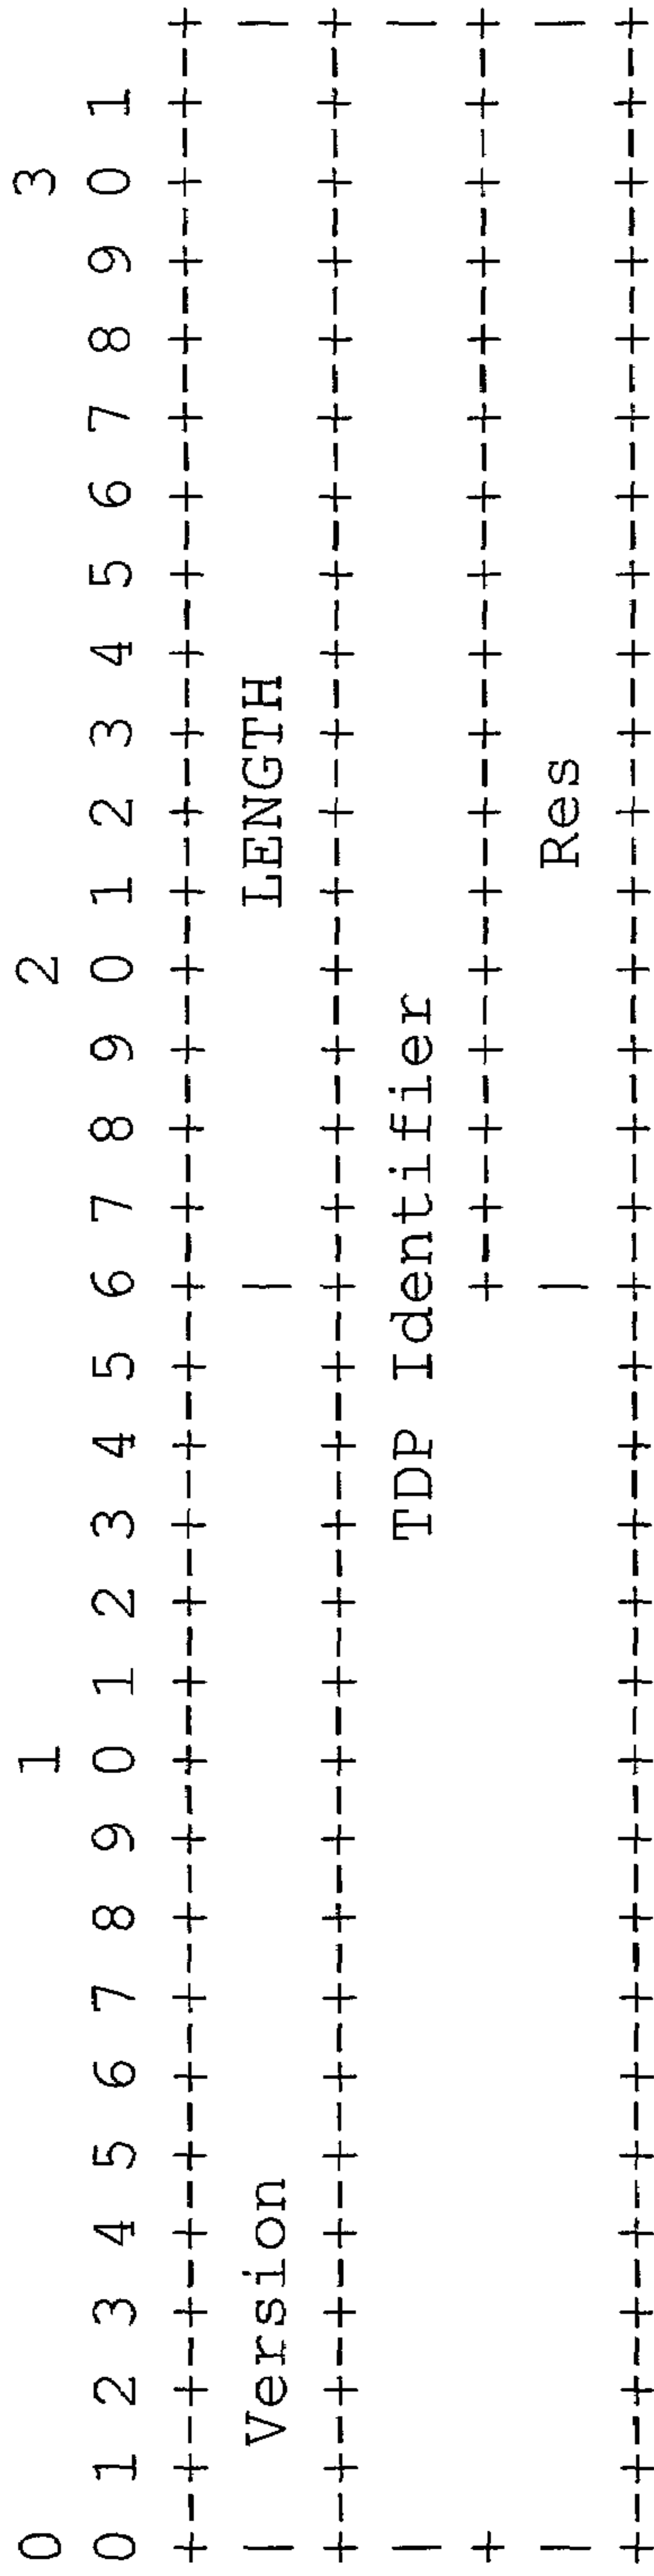 0                   1                   2                   3
0 1 2 3 4 5 6 7 8 9 0 1 2 3 4 5 6 7 8 9 0 1 2 3 4 5 6 7 8 9 0 1
+-+-+-+-+-+-+-+-+-+-+-+-+-+-+-+-+-+-+-+-+-+-+-+-+-+-+-+-+-+-+-+-+
|  Version                      |         LENGTH                |
+-+-+-+-+-+-+-+-+-+-+-+-+-+-+-+-+-+-+-+-+-+-+-+-+-+-+-+-+-+-+-+-+
|                         TDP Identifier                        |
+                               +-+-+-+-+-+-+-+-+-+-+-+-+-+-+-+-+
|                               |          Res                  |
+-+-+-+-+-+-+-+-+-+-+-+-+-+-+-+-+-+-+-+-+-+-+-+-+-+-+-+-+-+-+-+-+